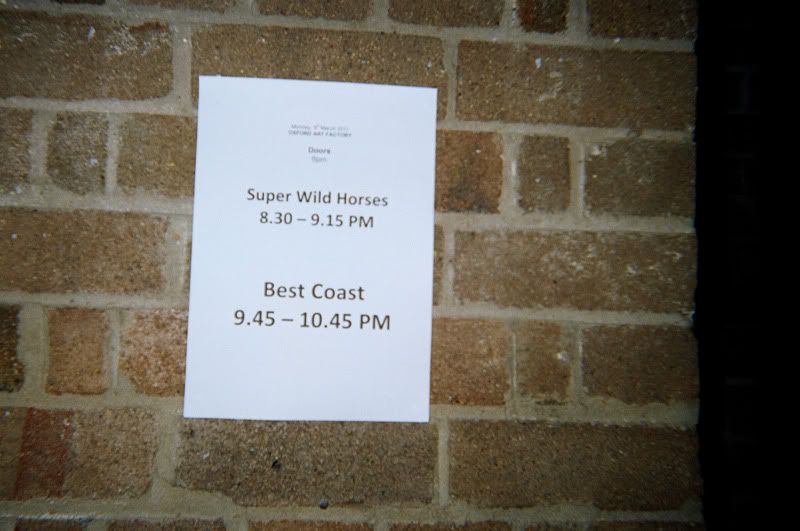 OXFORD ART FACTORY
Doors
8pm
Super Wild Horses
8.30 – 9.15 PM
Best Coast
9.45 – 10.45 PM